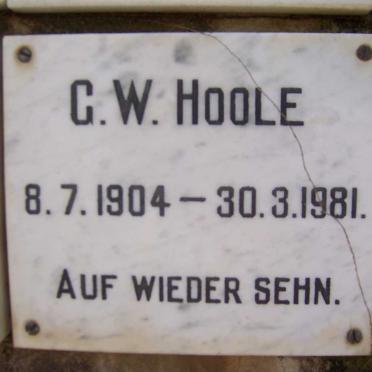 G. W. HOOLE
8. 7. 1904 – 30. 3. 1981.
AUF WIEDER SEHN.